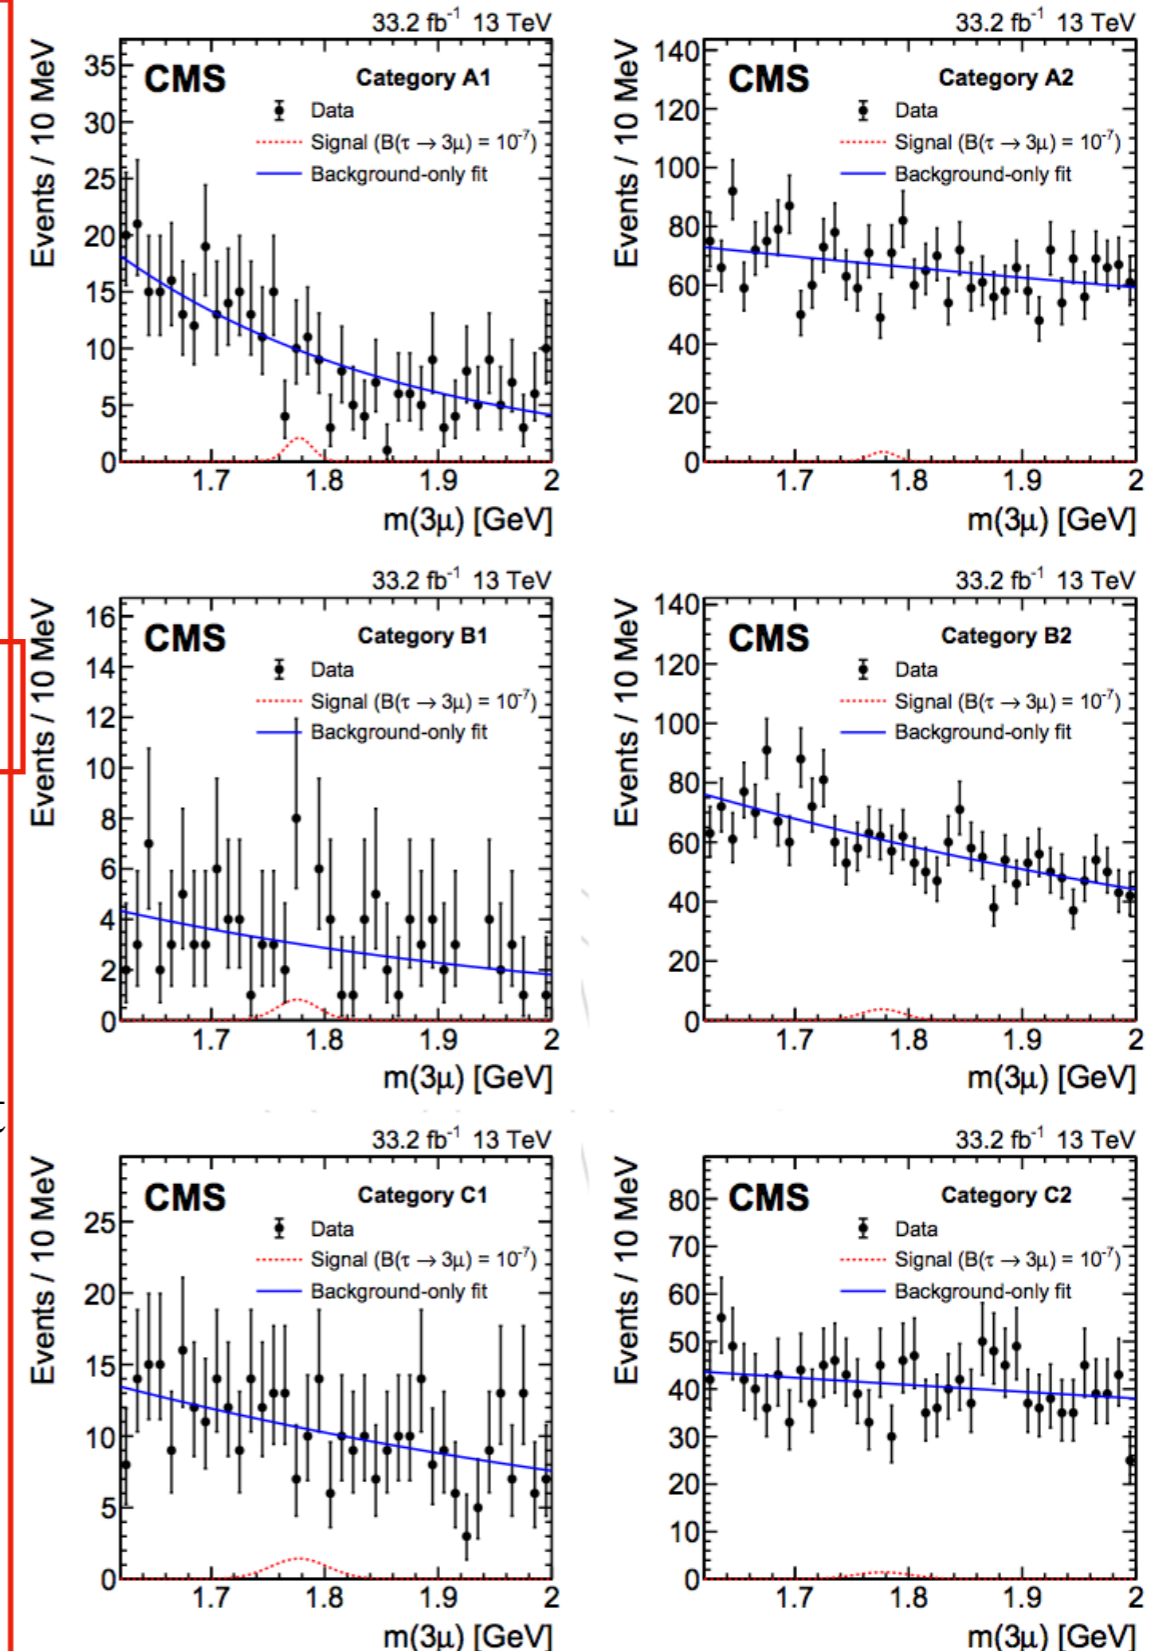 33.2 fb⁻¹ 13 TeV
Events / 10 MeV
CMS
Category A1
Data
Signal (B(τ → 3μ) = 10⁻⁷)
Background-only fit
35
30
25
20
15
10
5
0
1.7 1.8 1.9 2
m(3μ) [GeV]
33.2 fb⁻¹ 13 TeV
Events / 10 MeV
CMS
Category A2
Data
Signal (B(τ → 3μ) = 10⁻⁷)
Background-only fit
140
120
100
80
60
40
20
0
1.7 1.8 1.9 2
m(3μ) [GeV]
33.2 fb⁻¹ 13 TeV
Events / 10 MeV
CMS
Category B1
Data
Signal (B(τ → 3μ) = 10⁻⁷)
Background-only fit
16
14
12
10
8
6
4
2
0
1.7 1.8 1.9 2
m(3μ) [GeV]
33.2 fb⁻¹ 13 TeV
Events / 10 MeV
CMS
Category B2
Data
Signal (B(τ → 3μ) = 10⁻⁷)
Background-only fit
140
120
100
80
60
40
20
0
1.7 1.8 1.9 2
m(3μ) [GeV]
33.2 fb⁻¹ 13 TeV
Events / 10 MeV
CMS
Category C1
Data
Signal (B(τ → 3μ) = 10⁻⁷)
Background-only fit
25
20
15
10
5
0
1.7 1.8 1.9 2
m(3μ) [GeV]
33.2 fb⁻¹ 13 TeV
Events / 10 MeV
CMS
Category C2
Data
Signal (B(τ → 3μ) = 10⁻⁷)
Background-only fit
80
70
60
50
40
30
20
10
0
1.7 1.8 1.9 2
m(3μ) [GeV]